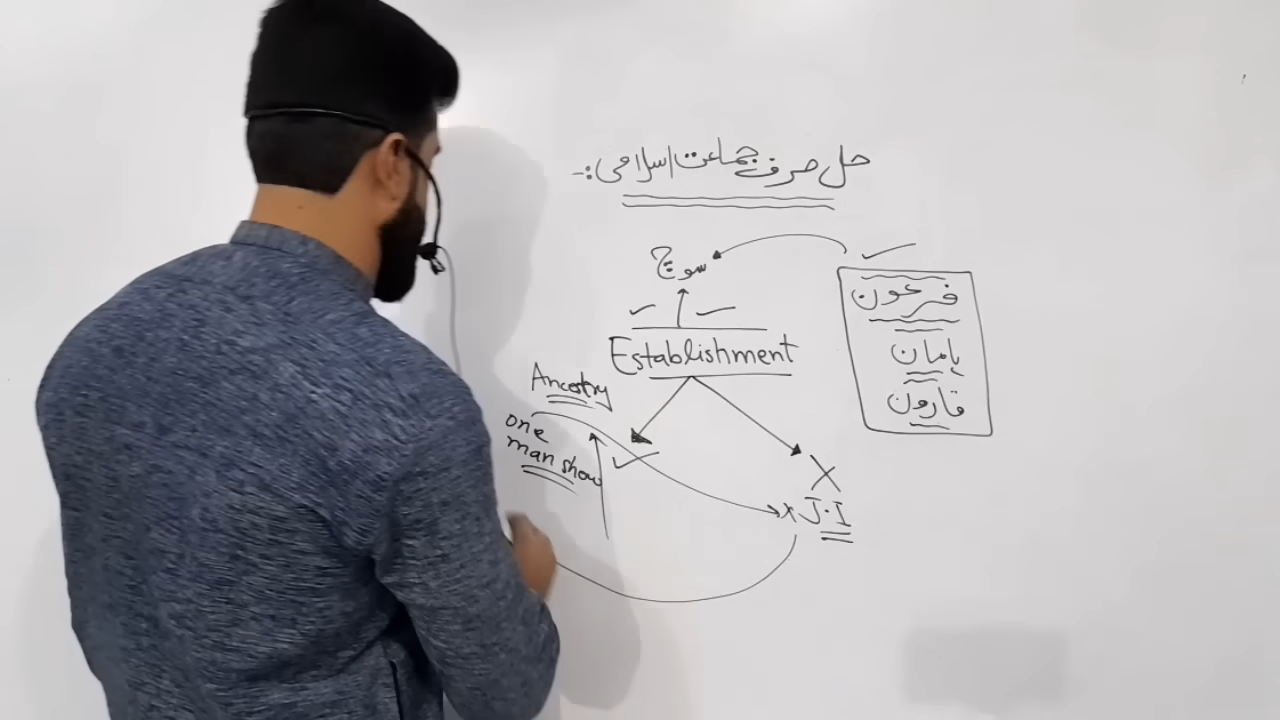 حل صرف جماعت اسلامی :-
سوچ
Establishment
فرعون
ہامان
قارون
Ancestry
one
man show
J.I